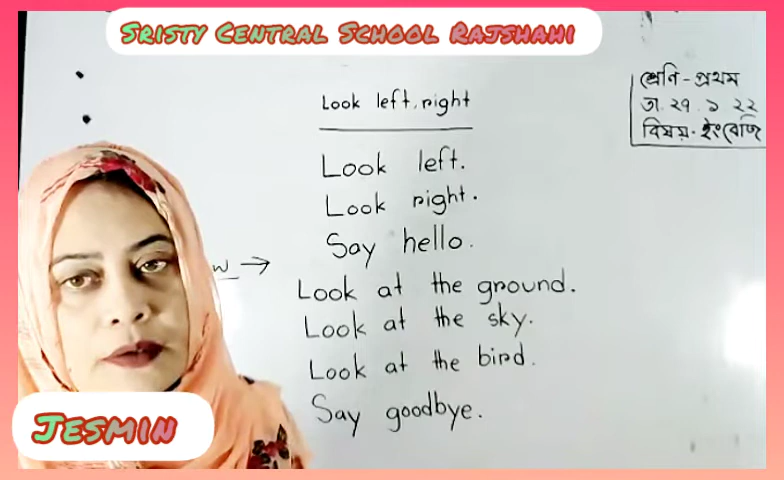 SRISTY CENTRAL SCHOOL RAJSHAHI
শ্রেণি - প্রথম
তা. ২৭. ১ ২২
বিষয়. ইংরেজি
Look left, right
Look left.
Look right.
Say hello.
w →
Look at the ground.
Look at the sky.
Look at the bird.
Say goodbye.
JESMIN